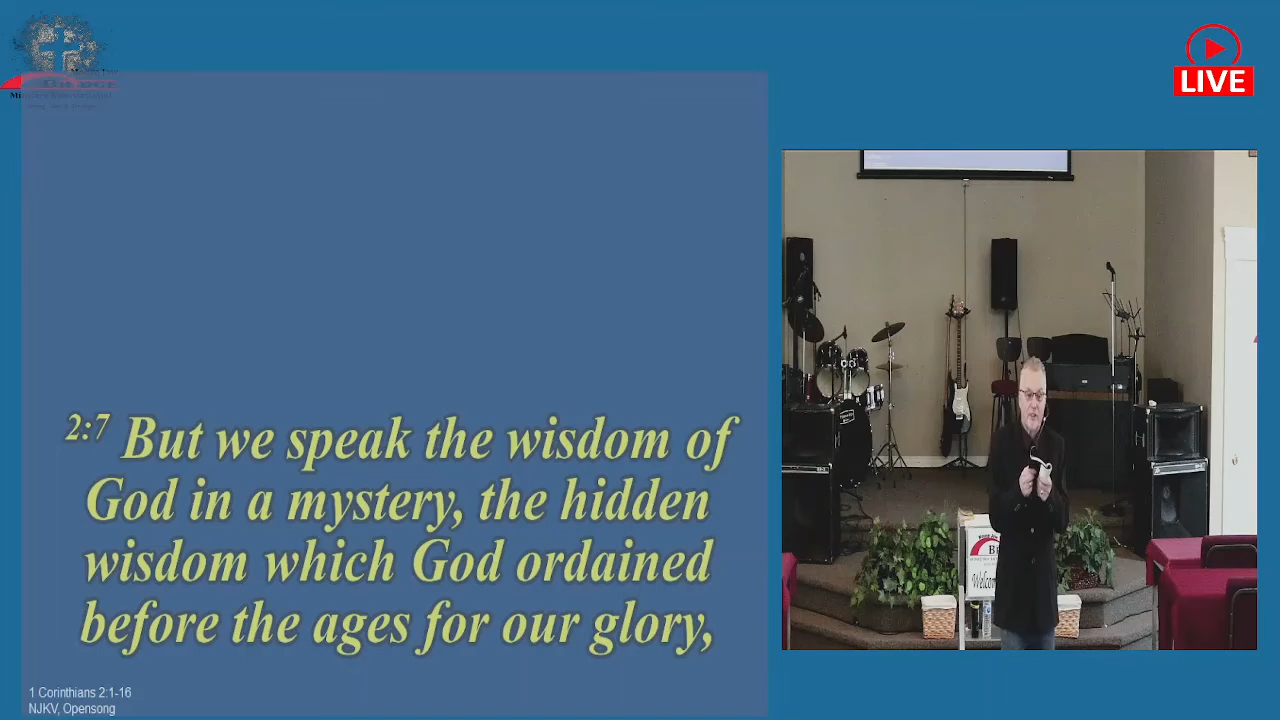 BRIDGE
LIVE
2:7 But we speak the wisdom of
God in a mystery, the hidden
wisdom which God ordained
before the ages for our glory,
1 Corinthians 2:1-16
NJKV, Opensong